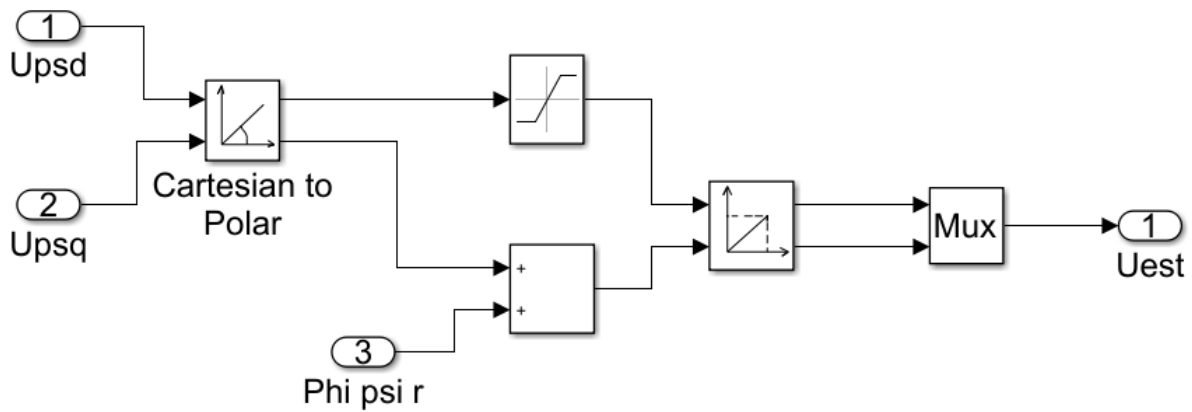 1
Upsd
2
Upsq
Cartesian to
Polar
+
+
3
Phi psi r
Mux
1
Uest